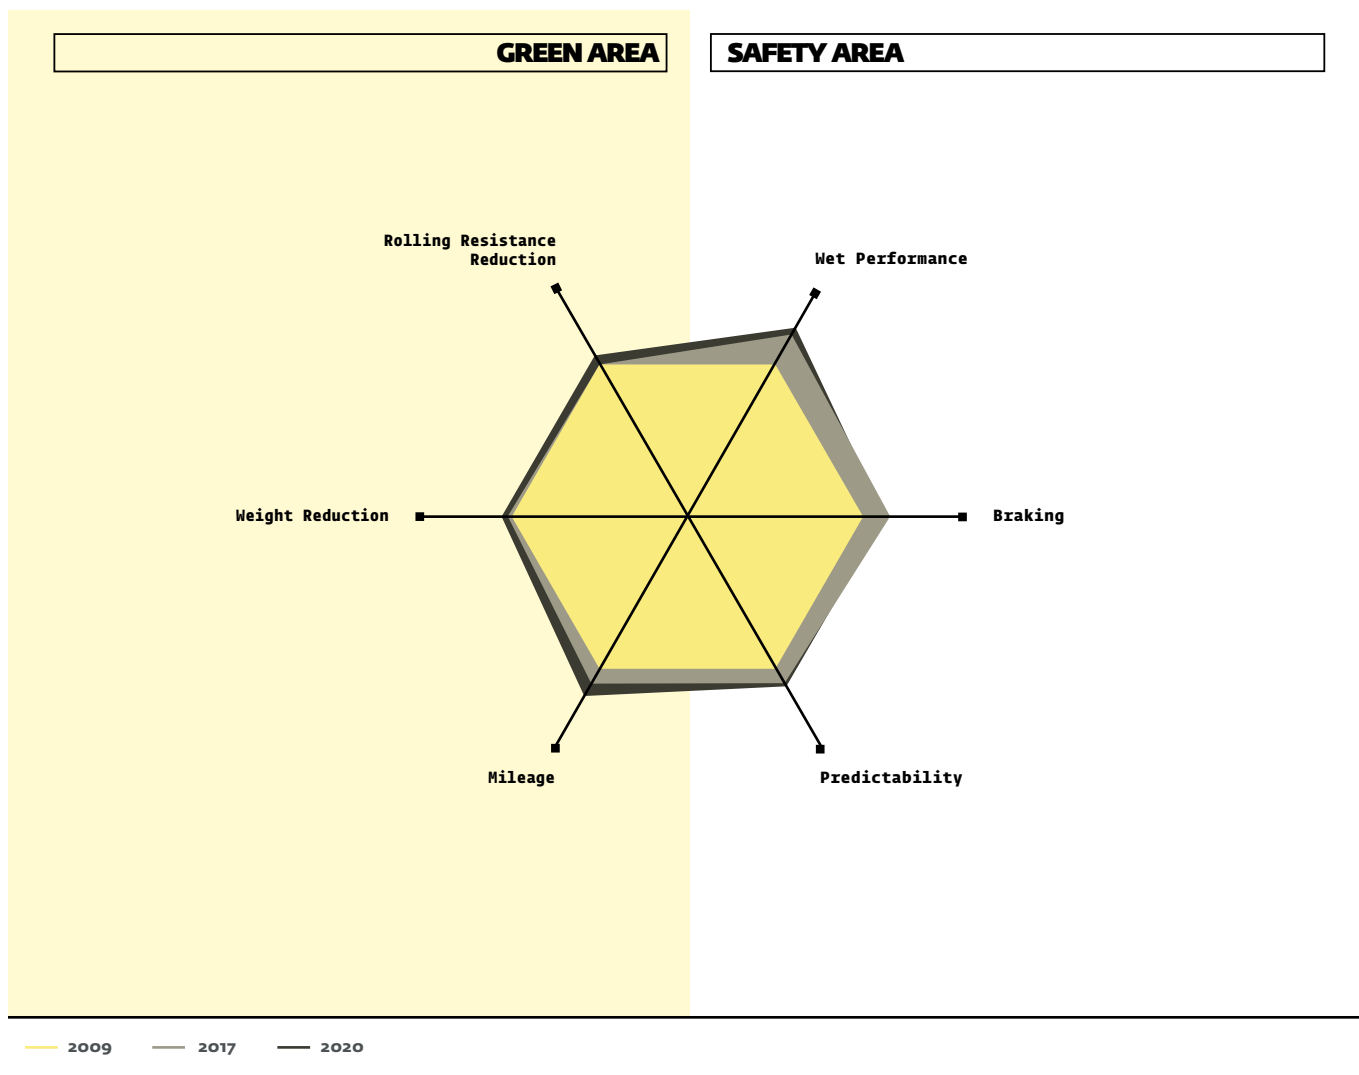 GREEN AREA
SAFETY AREA
Rolling Resistance
Reduction
Wet Performance
Weight Reduction
Braking
Mileage
Predictability
2009
2017
2020